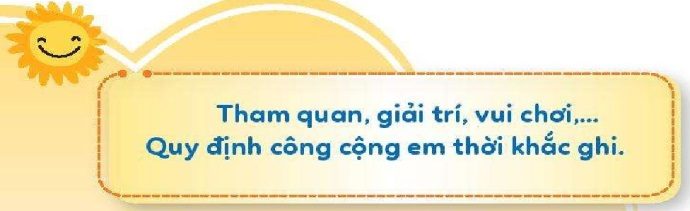 Tham quan, giải trí, vui chơi,...
Quy định công cộng em thời khắc ghi.